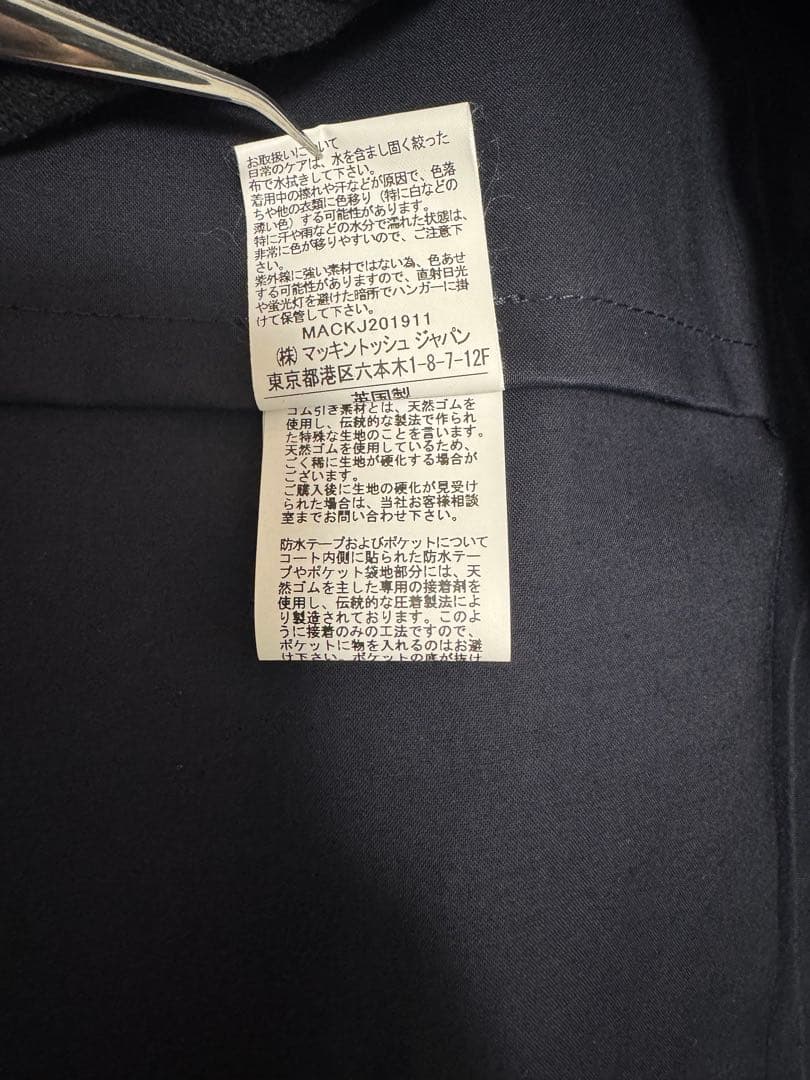 お取扱いについて
日常のケアは、水を含まし固く絞った
布で水拭きして下さい。
着用中の擦れや汗などが原因で、色落
ちや他の衣類に色移り（特に白などの
薄い色）する可能性があります。
特に汗や雨などの水分で濡れた状態は、
非常に色が移りやすいので、ご注意下
さい。
紫外線に強い素材ではない為、色あせ
する可能性がありますので、直射日光
や蛍光灯を避けた暗所でハンガーに掛
けて保管して下さい。
MACKJ201911
（株）マッキントッシュ ジャパン
東京都港区六本木1-8-7-12F
英国製
ゴム引き素材とは、天然ゴムを
使用し、伝統的な製法で作られ
た特殊な生地のことを言います。
天然ゴムを使用しているため、
ごく稀に生地が硬化する場合が
ございます。
ご購入後に生地の硬化が見受け
られた場合は、当社お客様相談
室までお問い合わせ下さい。
防水テープおよびポケットについて
コート内側に貼られた防水テー
プやポケット袋地部分には、天
然ゴムを主した専用の接着剤を
使用し、伝統的な圧着製法によ
り製造されております。このよ
うに接着のみの工法ですので、
ポケットに物を入れるのはお避
け下さい。ポケットの底が抜け